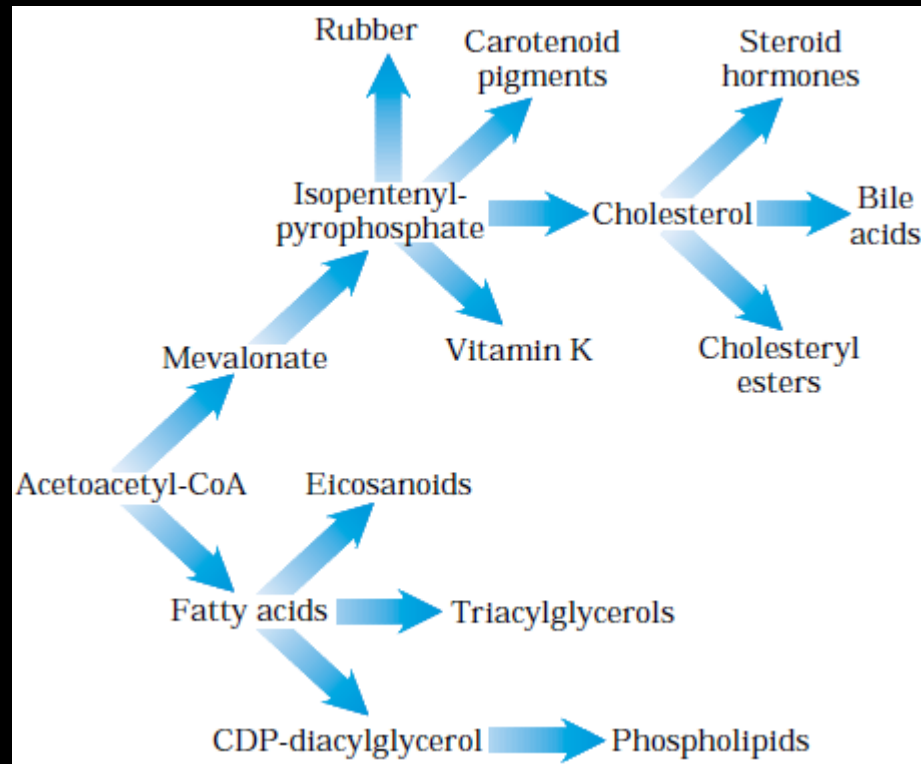 Rubber
Carotenoid
pigments
Steroid
hormones
Isopentenyl-
pyrophosphate
Cholesterol
Bile
acids
Mevalonate
Vitamin K
Cholesteryl
esters
Acetoacetyl-CoA
Eicosanoids
Fatty acids
Triacylglycerols
CDP-diacylglycerol
Phospholipids